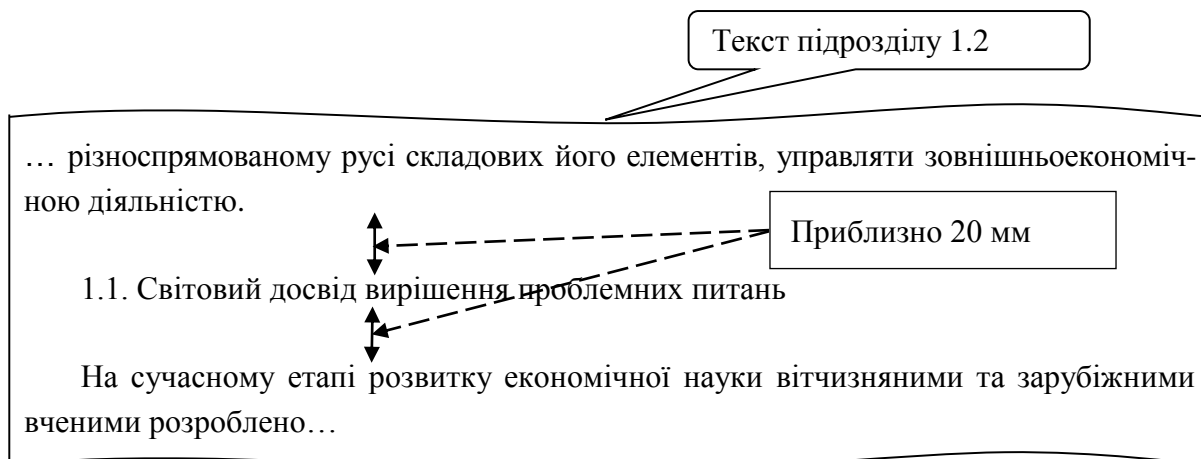 Текст підрозділу 1.2
… різноспрямованому русі складових його елементів, управляти зовнішньоекономіч-
ною діяльністю.
Приблизно 20 мм
1.1. Світовий досвід вирішення проблемних питань
На сучасному етапі розвитку економічної науки вітчизняними та зарубіжними
вченими розроблено…